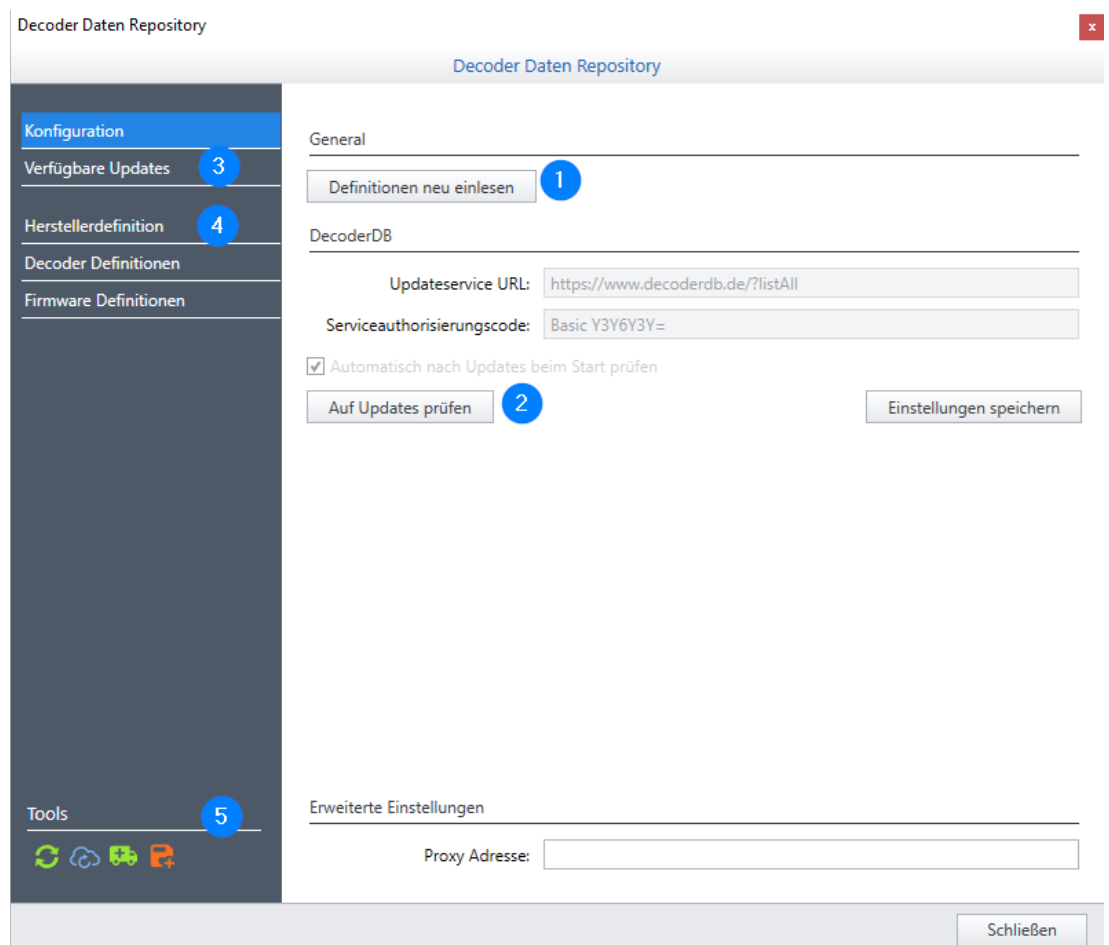 Decoder Daten Repository
x
Decoder Daten Repository
Konfiguration
Verfügbare Updates 3
Herstellerdefinition 4
Decoder Definitionen
Firmware Definitionen
Tools 5
General
Definitionen neu einlesen 1
DecoderDB
Updateservice URL: https://www.decoderdb.de/?listAll
Serviceauthorisierungscode: Basic Y3Y6Y3Y=
Automatisch nach Updates beim Start prüfen
Auf Updates prüfen 2 Einstellungen speichern
Erweiterte Einstellungen
Proxy Adresse:
Schließen